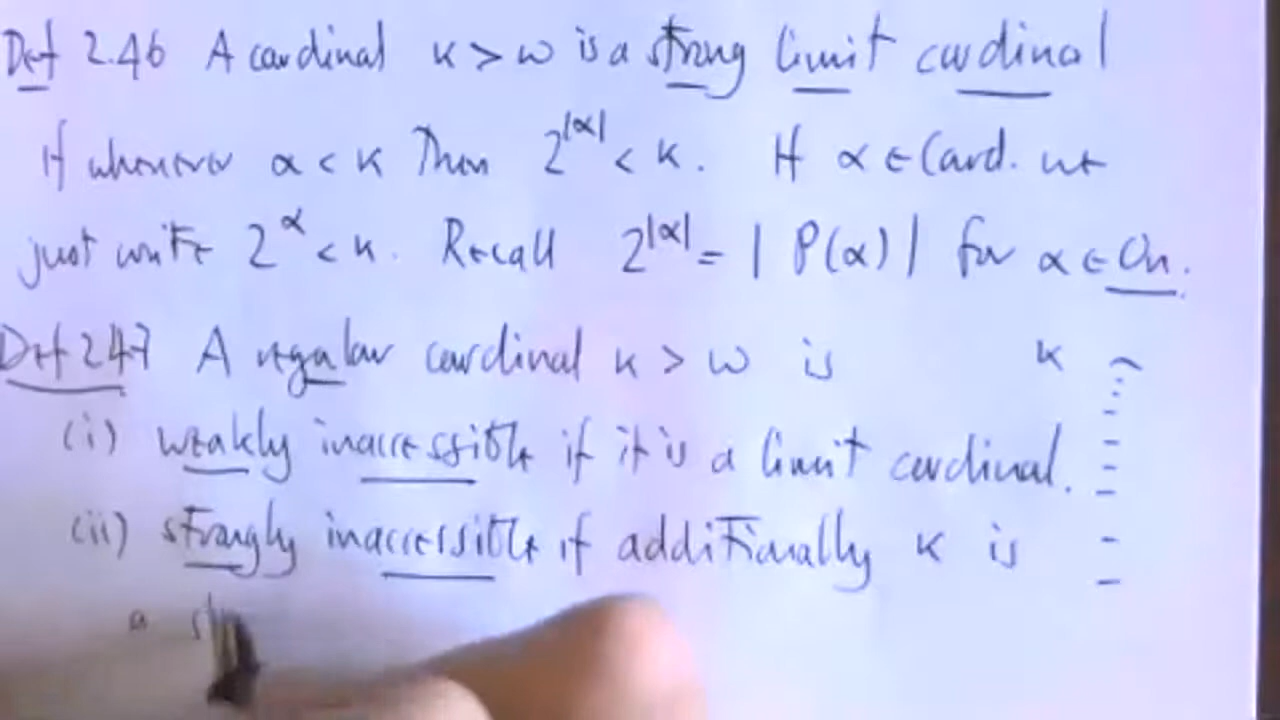 Def 2.46 A cardinal κ > ω is a strong limit cardinal
if whenever α < κ then 2^|α| < κ. If α ∈ Card. we
just write 2^α < κ. Recall 2^|α| = | P(α) | for α ∈ On.
Def 2.47 A regular cardinal κ > ω is κ
(i) weakly inaccessible if it is a limit cardinal.
(ii) strongly inaccessible if additionally κ is
a